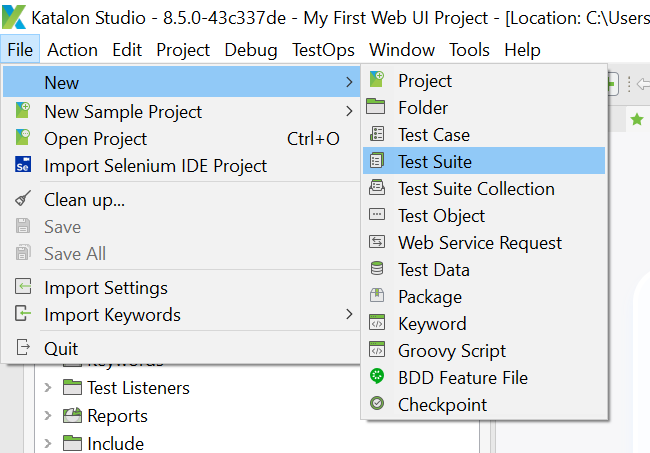 Katalon Studio - 8.5.0-43c337de - My First Web UI Project - [Location: C:\Users
File Action Edit Project Debug TestOps Window Tools Help
New
New Sample Project
Open Project Ctrl+O
Import Selenium IDE Project
Clean up...
Save
Save All
Import Settings
Import Keywords
Quit
Project
Folder
Test Case
Test Suite
Test Suite Collection
Test Object
Web Service Request
Test Data
Package
Keyword
Groovy Script
BDD Feature File
Checkpoint
Keywords
Test Listeners
Reports
Include